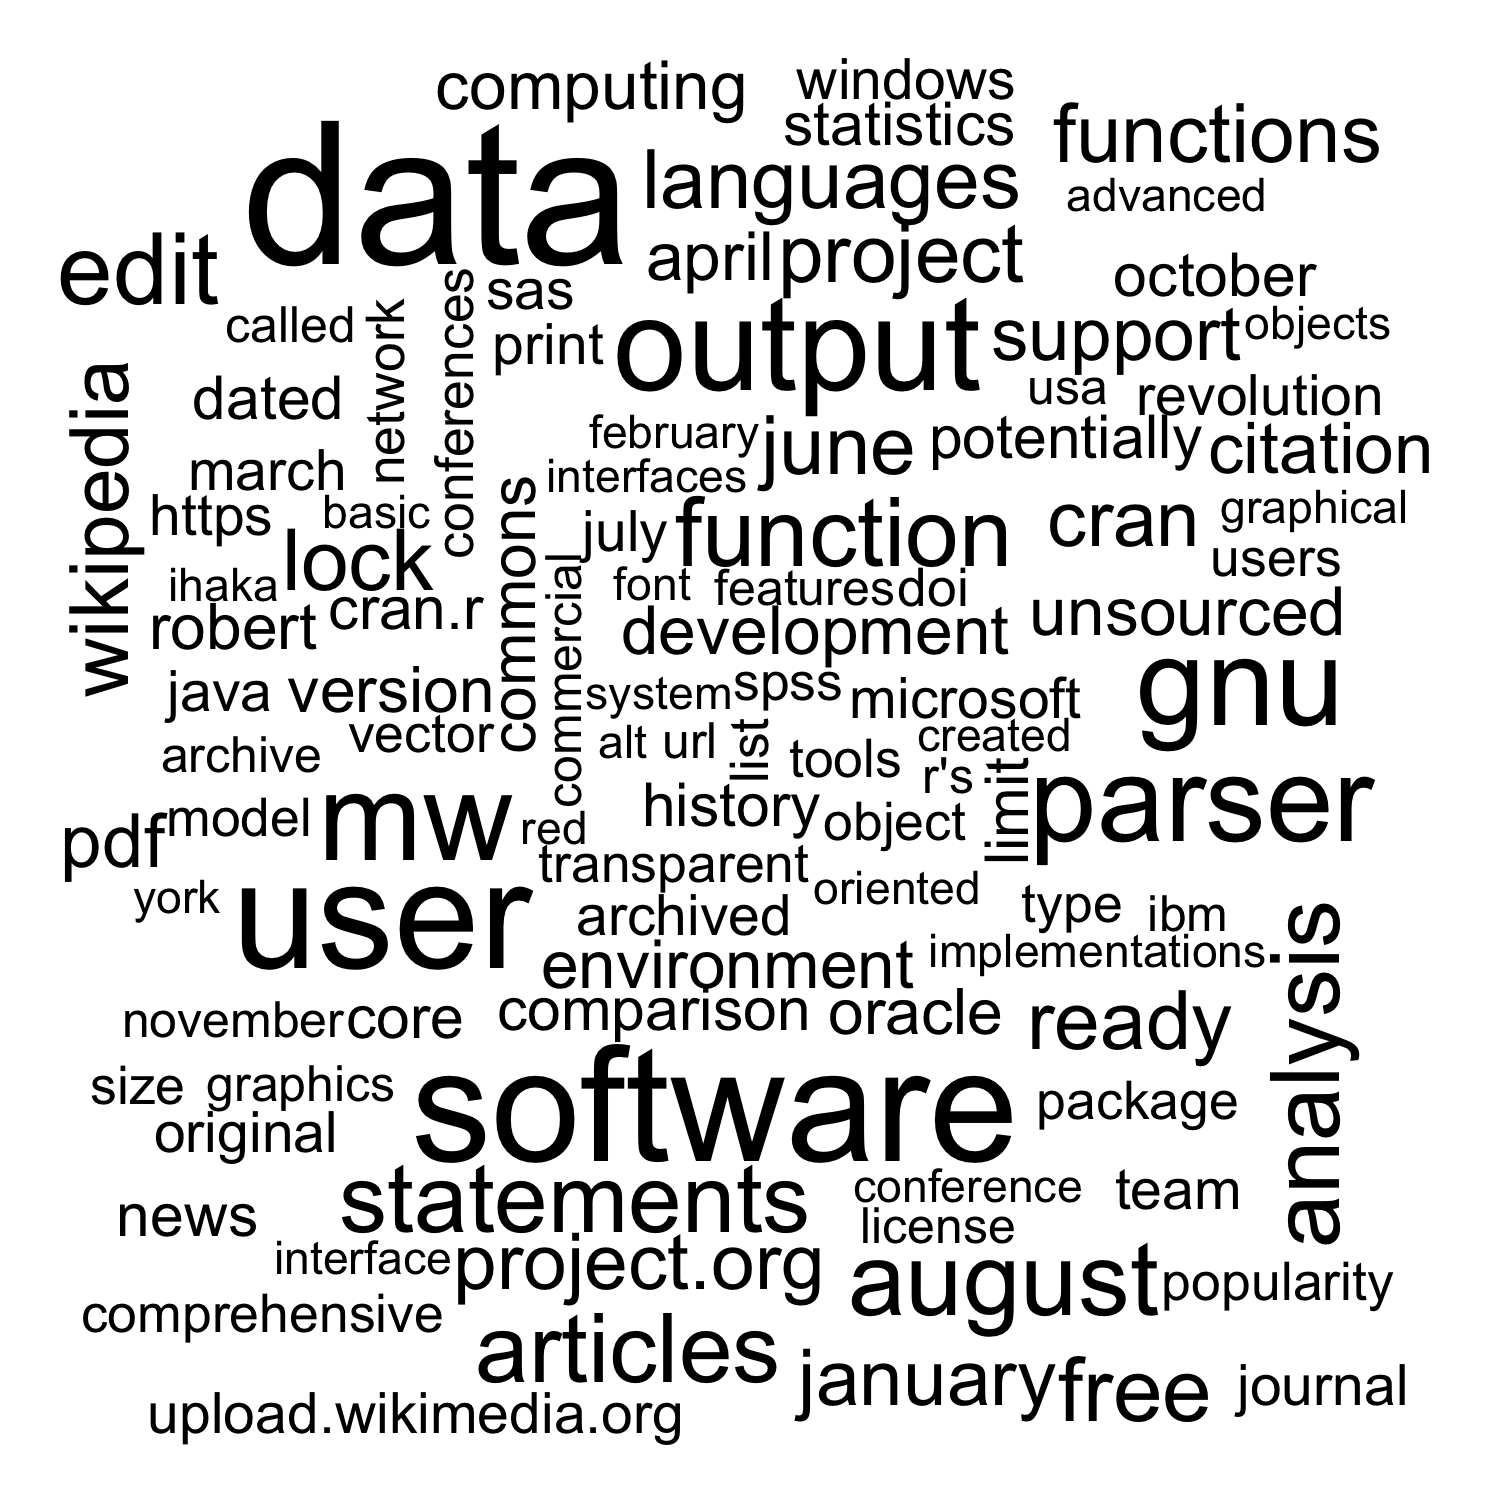 computing
windows
statistics
functions
data
languages
advanced
edit
april
project
october
sas
called
network
conferences
print
output
support
objects
wikipedia
dated
usa
revolution
february
june
potentially
citation
march
interfaces
https
basic
commons
july
function
cran
graphical
lock
commercial
users
ihaka
font
features
doi
robert
cran.r
development
unsourced
java
version
system
spss
microsoft
gnu
archive
vector
alt
url
list
tools
created
r's
limit
parser
pdf
model
mw
red
history
object
transparent
york
user
archived
oriented
type
ibm
analysis
environment
implementations
november
core
comparison
oracle
ready
size
graphics
software
package
original
news
statements
conference
team
license
interface
project.org
august
popularity
comprehensive
articles
january
free
journal
upload.wikimedia.org